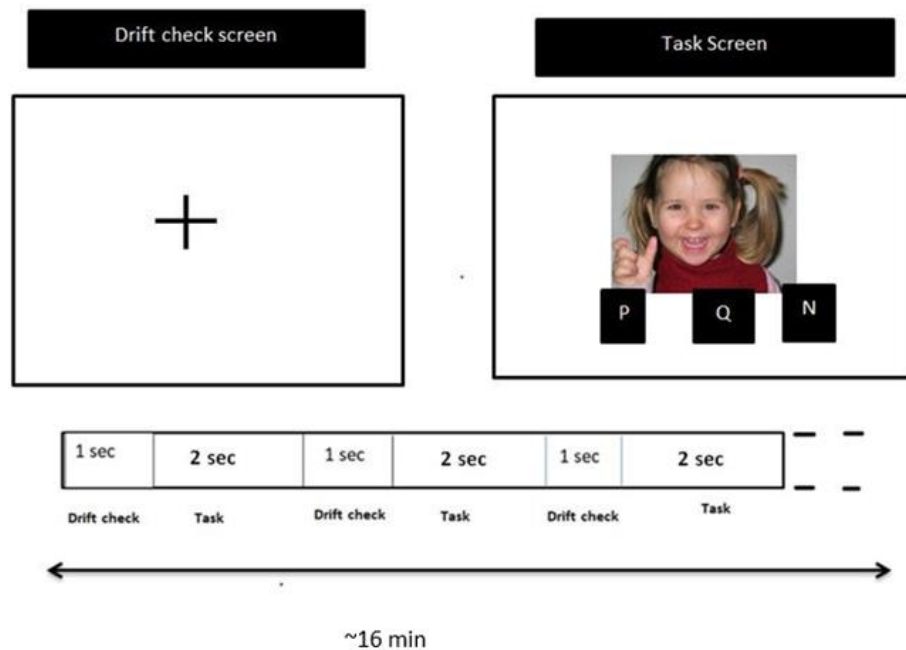 Drift check screen
Task Screen
P
Q
N
1 sec
2 sec
1 sec
2 sec
1 sec
2 sec
Drift check
Task
Drift check
Task
Drift check
Task
~16 min